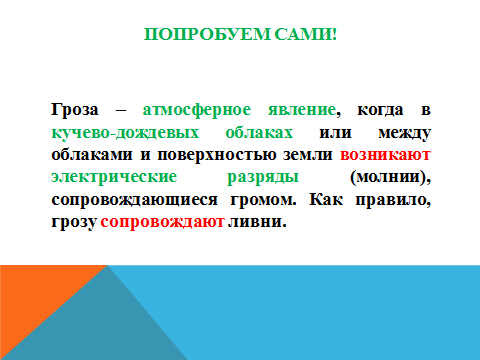 ПОПРОБУЕМ САМИ!
Гроза – атмосферное явление, когда в
кучево-дождевых облаках или между
облаками и поверхностью земли возникают
электрические разряды (молнии),
сопровождающиеся громом. Как правило,
грозу сопровождают ливни.